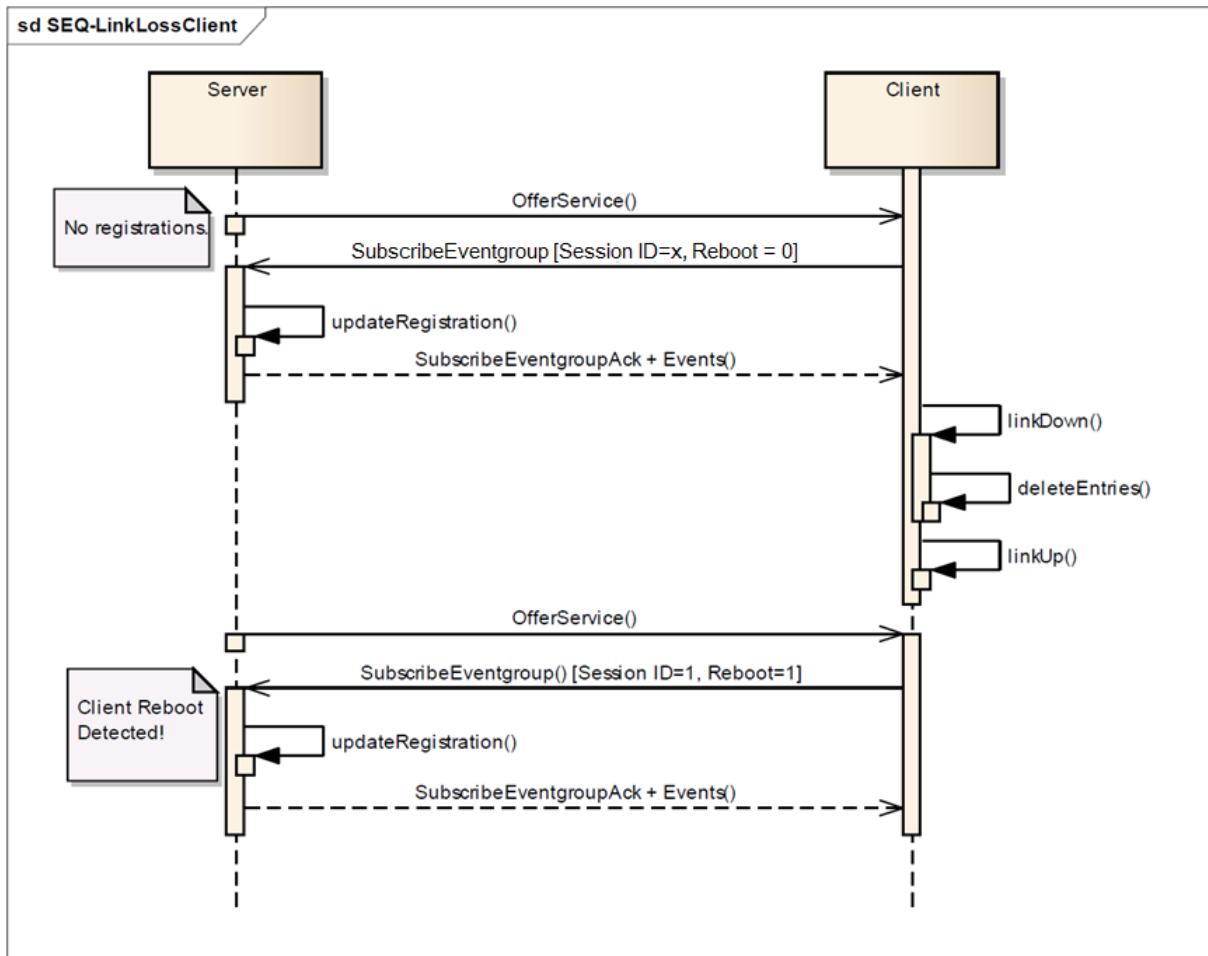 sd SEQ-LinkLossClient
Server
Client
No registrations.
OfferService()
SubscribeEventgroup [Session ID=x, Reboot = 0]
updateRegistration()
SubscribeEventgroupAck + Events()
linkDown()
deleteEntries()
linkUp()
OfferService()
SubscribeEventgroup() [Session ID=1, Reboot=1]
Client Reboot
Detected!
updateRegistration()
SubscribeEventgroupAck + Events()